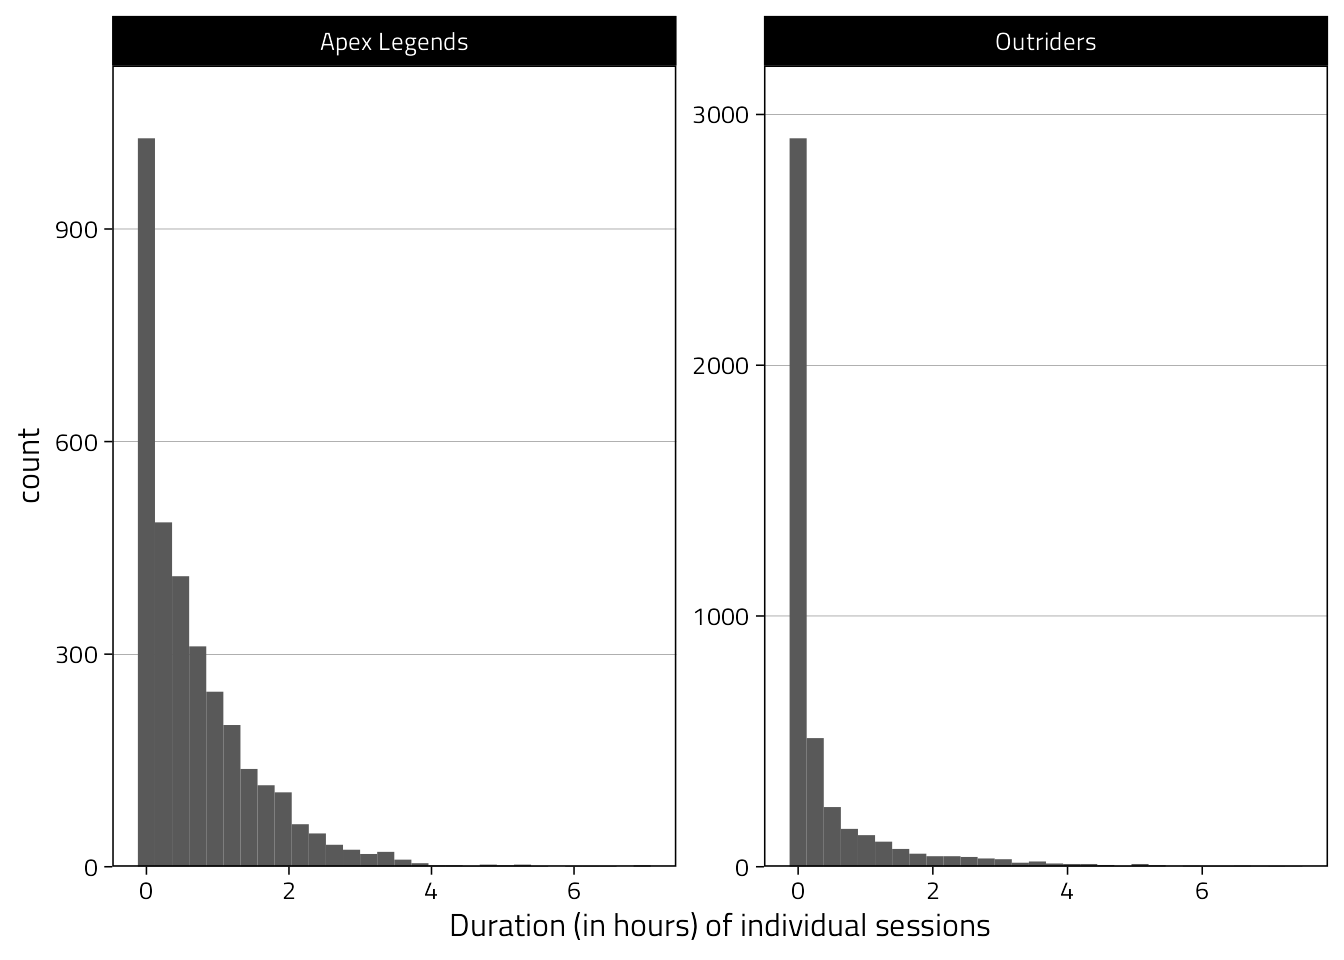 Apex Legends
Outriders
count
900
600
300
0
3000
2000
1000
0
0 2 4 6
0 2 4 6
Duration (in hours) of individual sessions